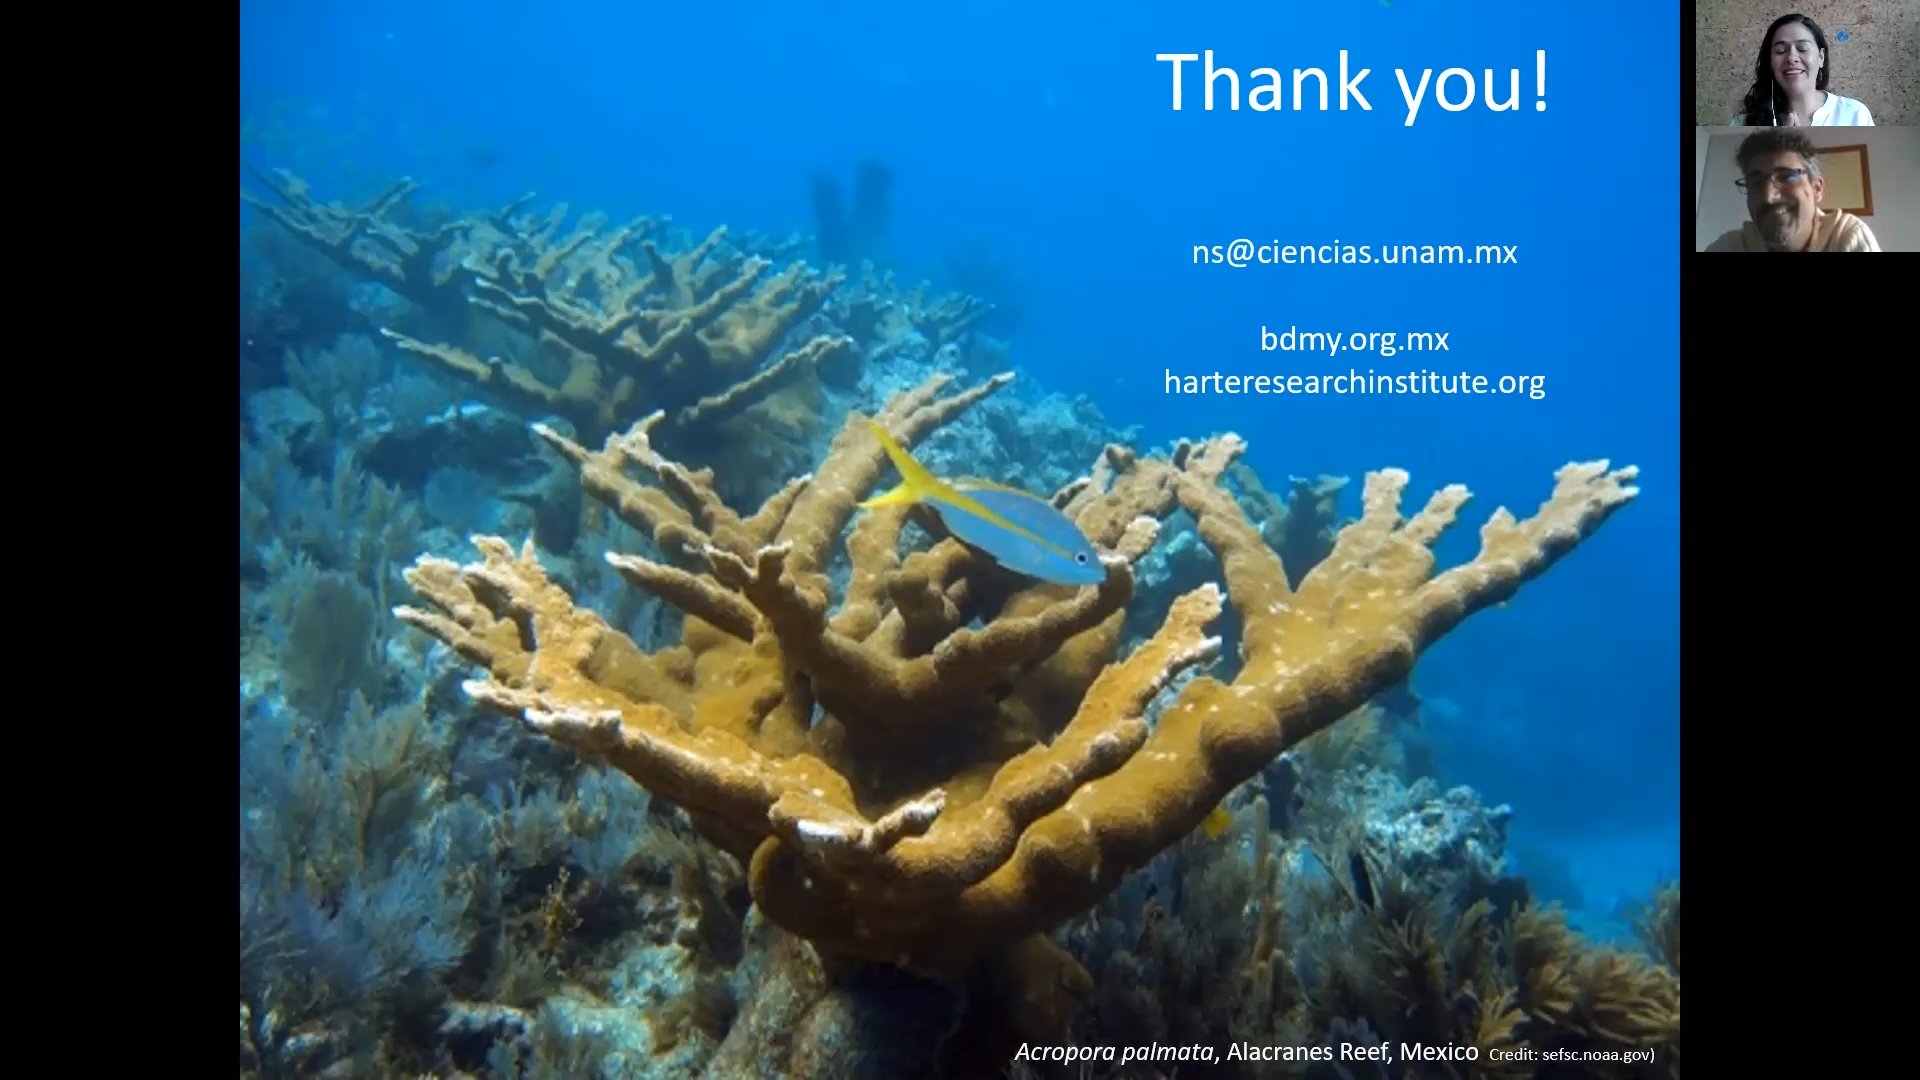 Thank you!
ns@ciencias.unam.mx
bdmy.org.mx
harteresearchinstitute.org
Acropora palmata, Alacranes Reef, Mexico Credit: sefsc.noaa.gov)